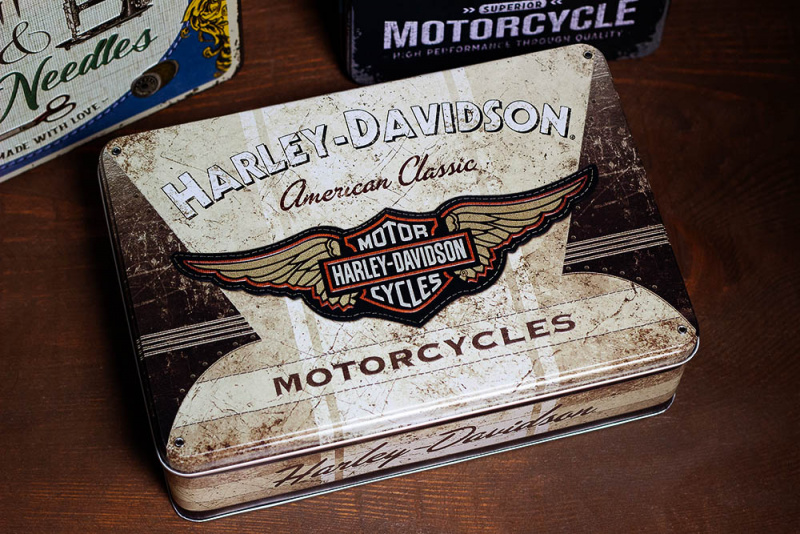 &
Needles
MADE WITH LOVE
SUPERIOR
MOTORCYCLE
HIGH PERFORMANCE THROUGH QUALITY
HARLEY-DAVIDSON
American Classic
MOTOR
HARLEY-DAVIDSON
CYCLES
MOTORCYCLES
Harley-Davidson